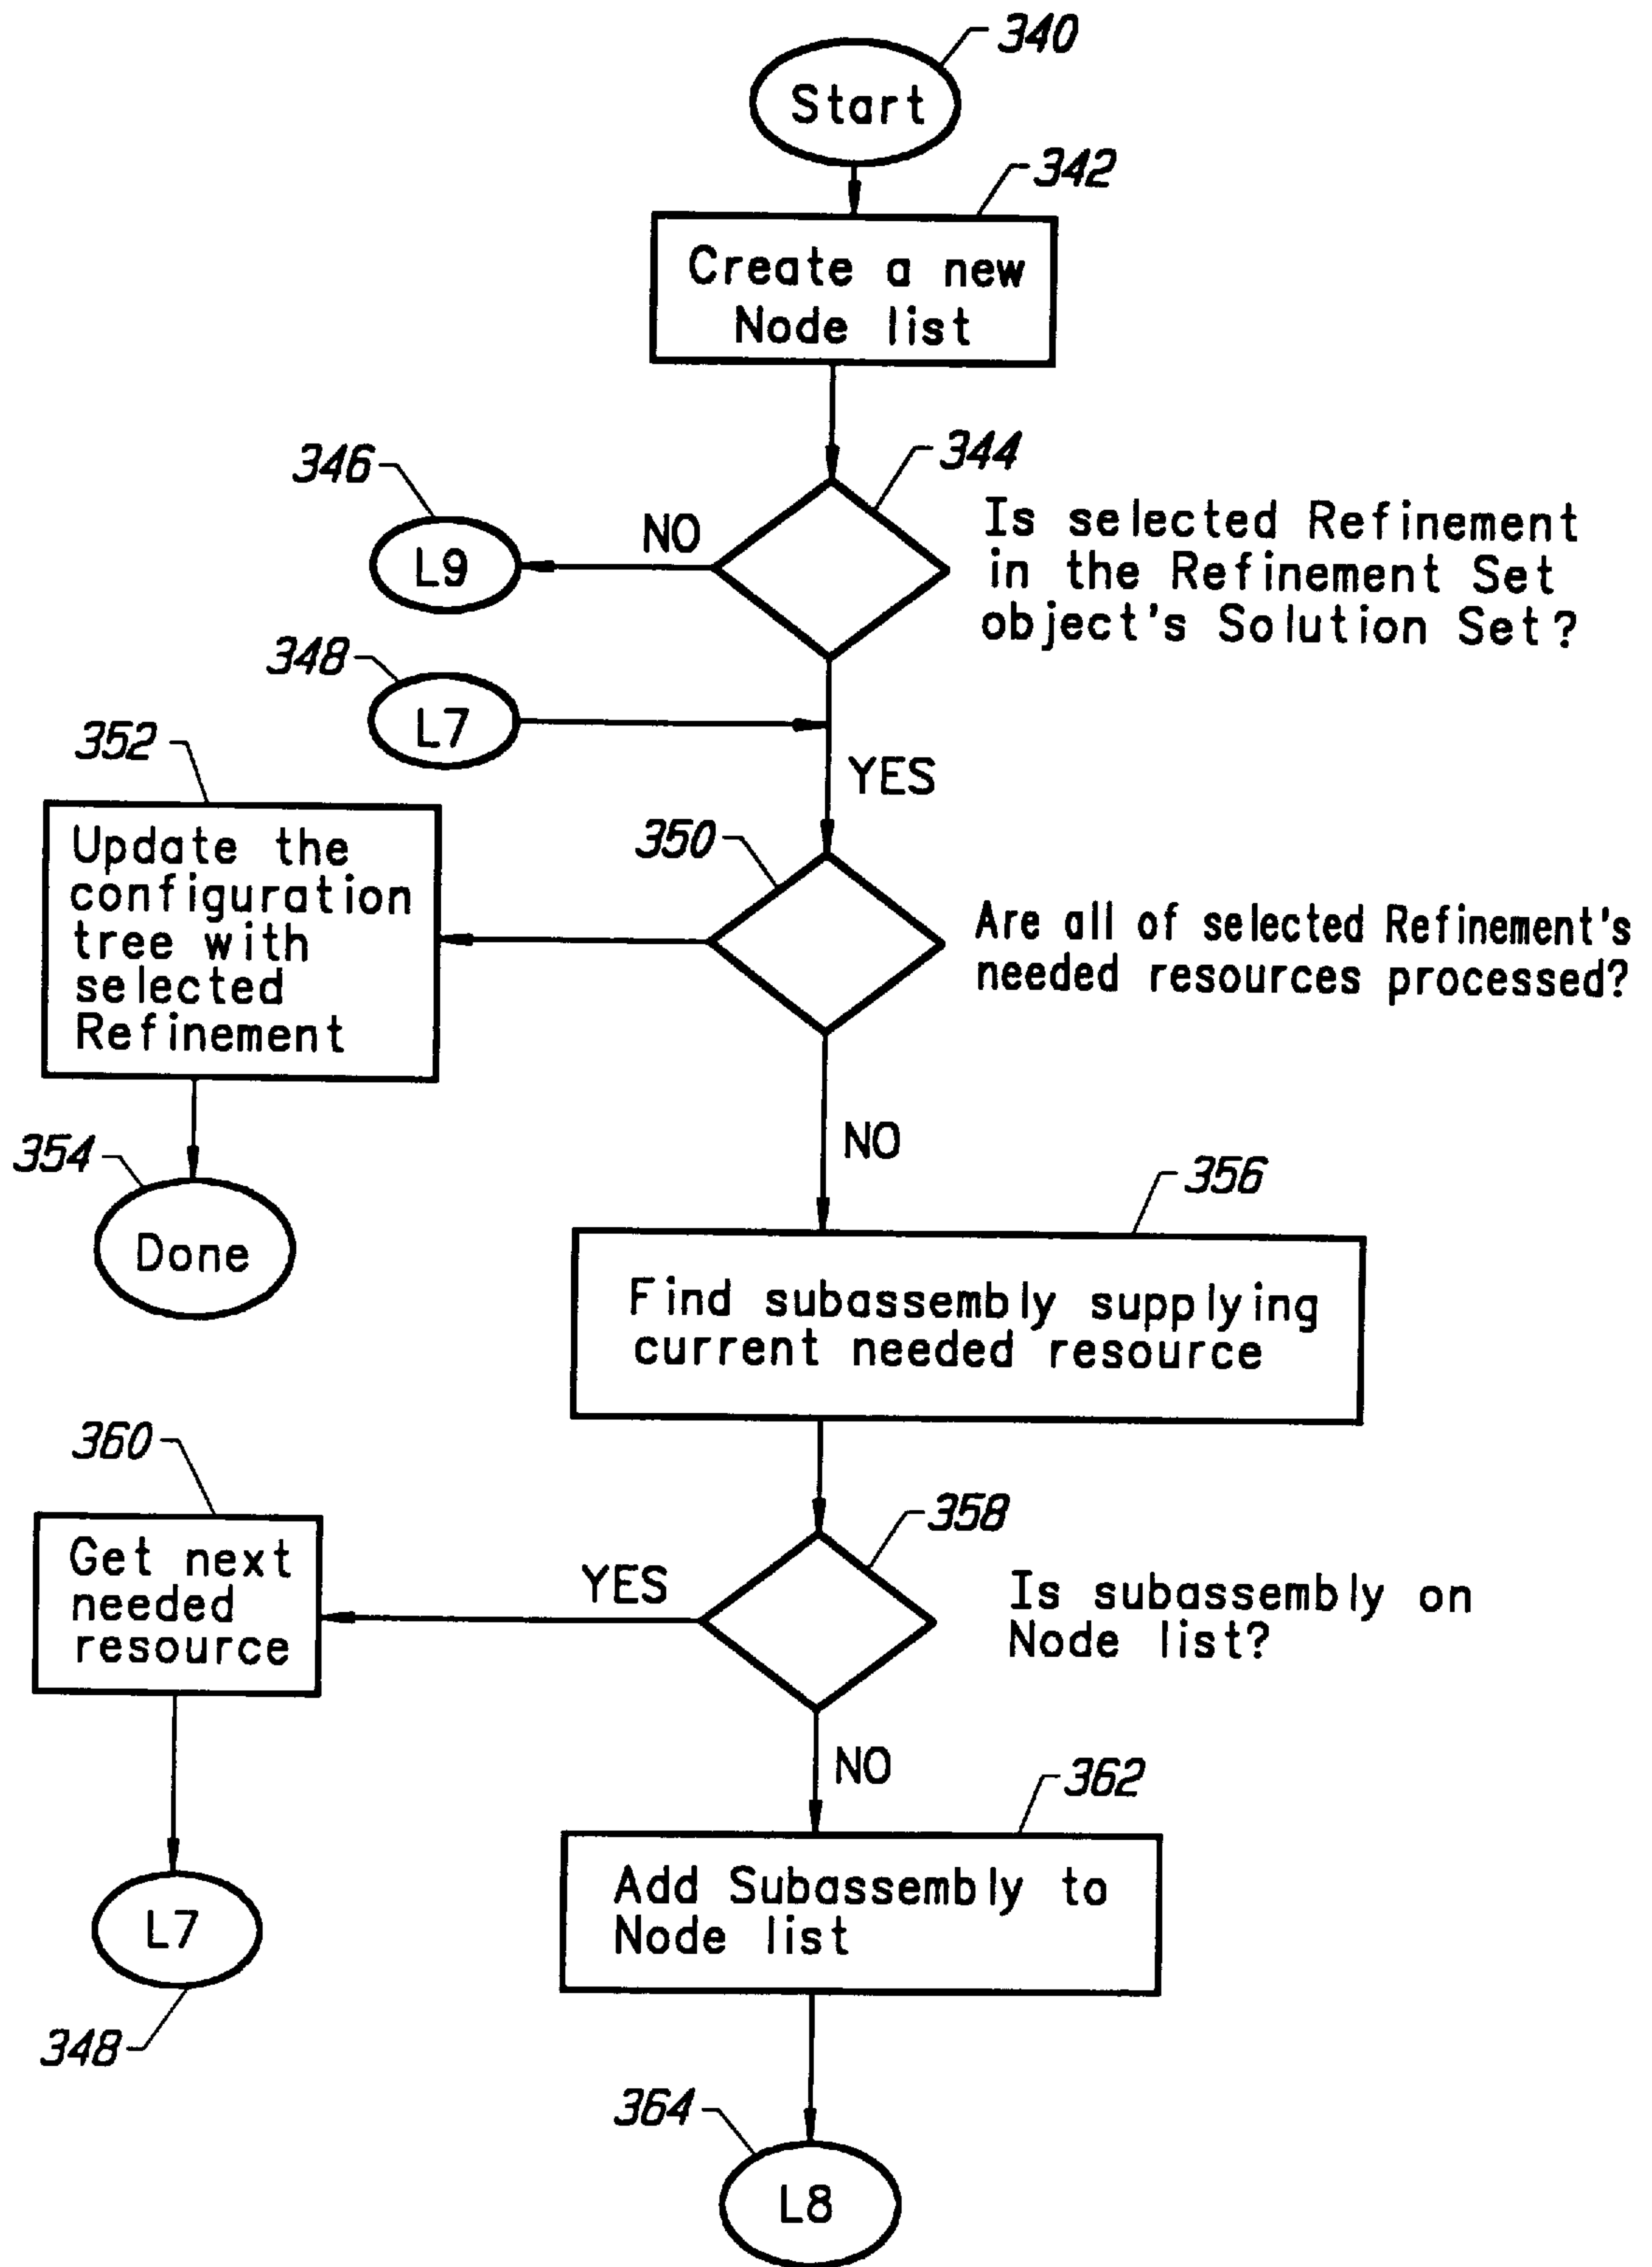 340
Start
342
Create a new
Node list
344
346
NO
L9
Is selected Refinement
in the Refinement Set
object's Solution Set?
348
L7
YES
352
Update the
configuration
tree with
selected
Refinement
350
Are all of selected Refinement's
needed resources processed?
354
Done
NO
356
Find subassembly supplying
current needed resource
360
Get next
needed
resource
358
YES
Is subassembly on
Node list?
NO
362
Add Subassembly to
Node list
L7
348
364
L8